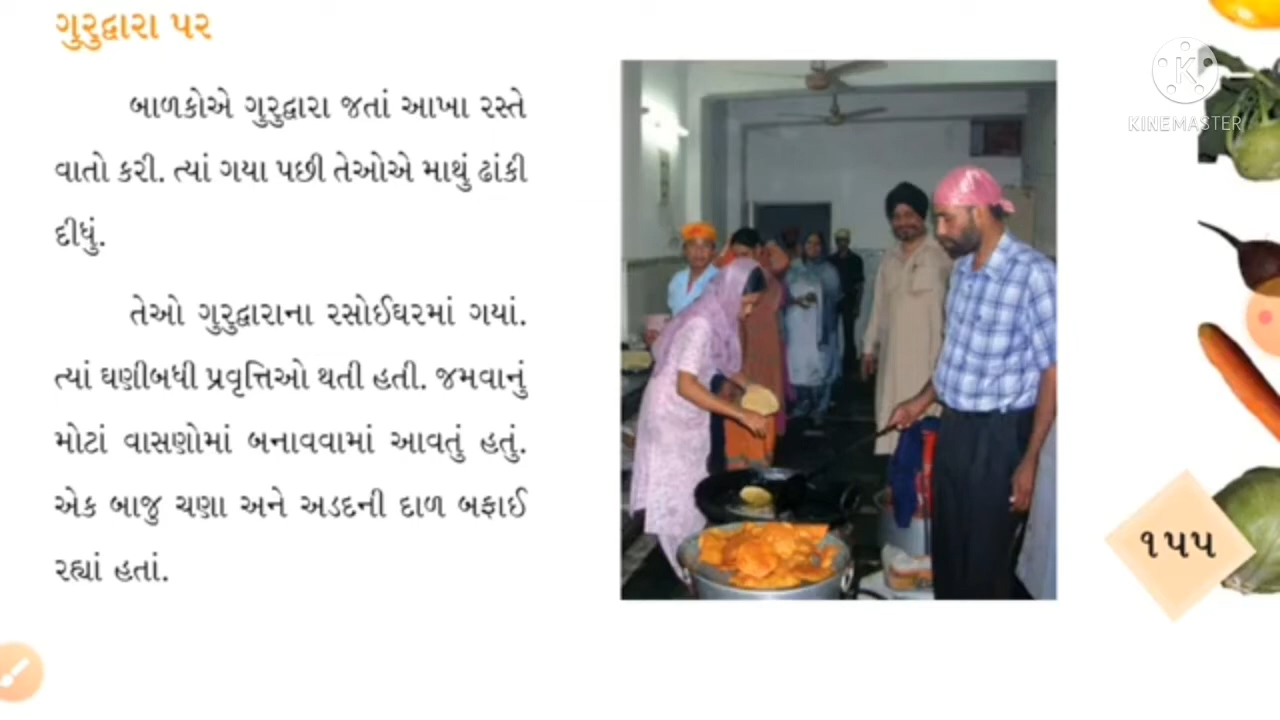 ગુરુદ્વારા પર
બાળકોએ ગુરુદ્વારા જતાં આખા રસ્તે
વાતો કરી. ત્યાં ગયા પછી તેઓએ માથું ઢાંકી
દીધું.
તેઓ ગુરુદ્વારાના રસોઈઘરમાં ગયાં.
ત્યાં ઘણીબધી પ્રવૃત્તિઓ થતી હતી. જમવાનું
મોટાં વાસણોમાં બનાવવામાં આવતું હતું.
એક બાજુ ચણા અને અડદની દાળ બફાઈ
રહ્યાં હતાં.
K
KINEMASTER
૧૫૫